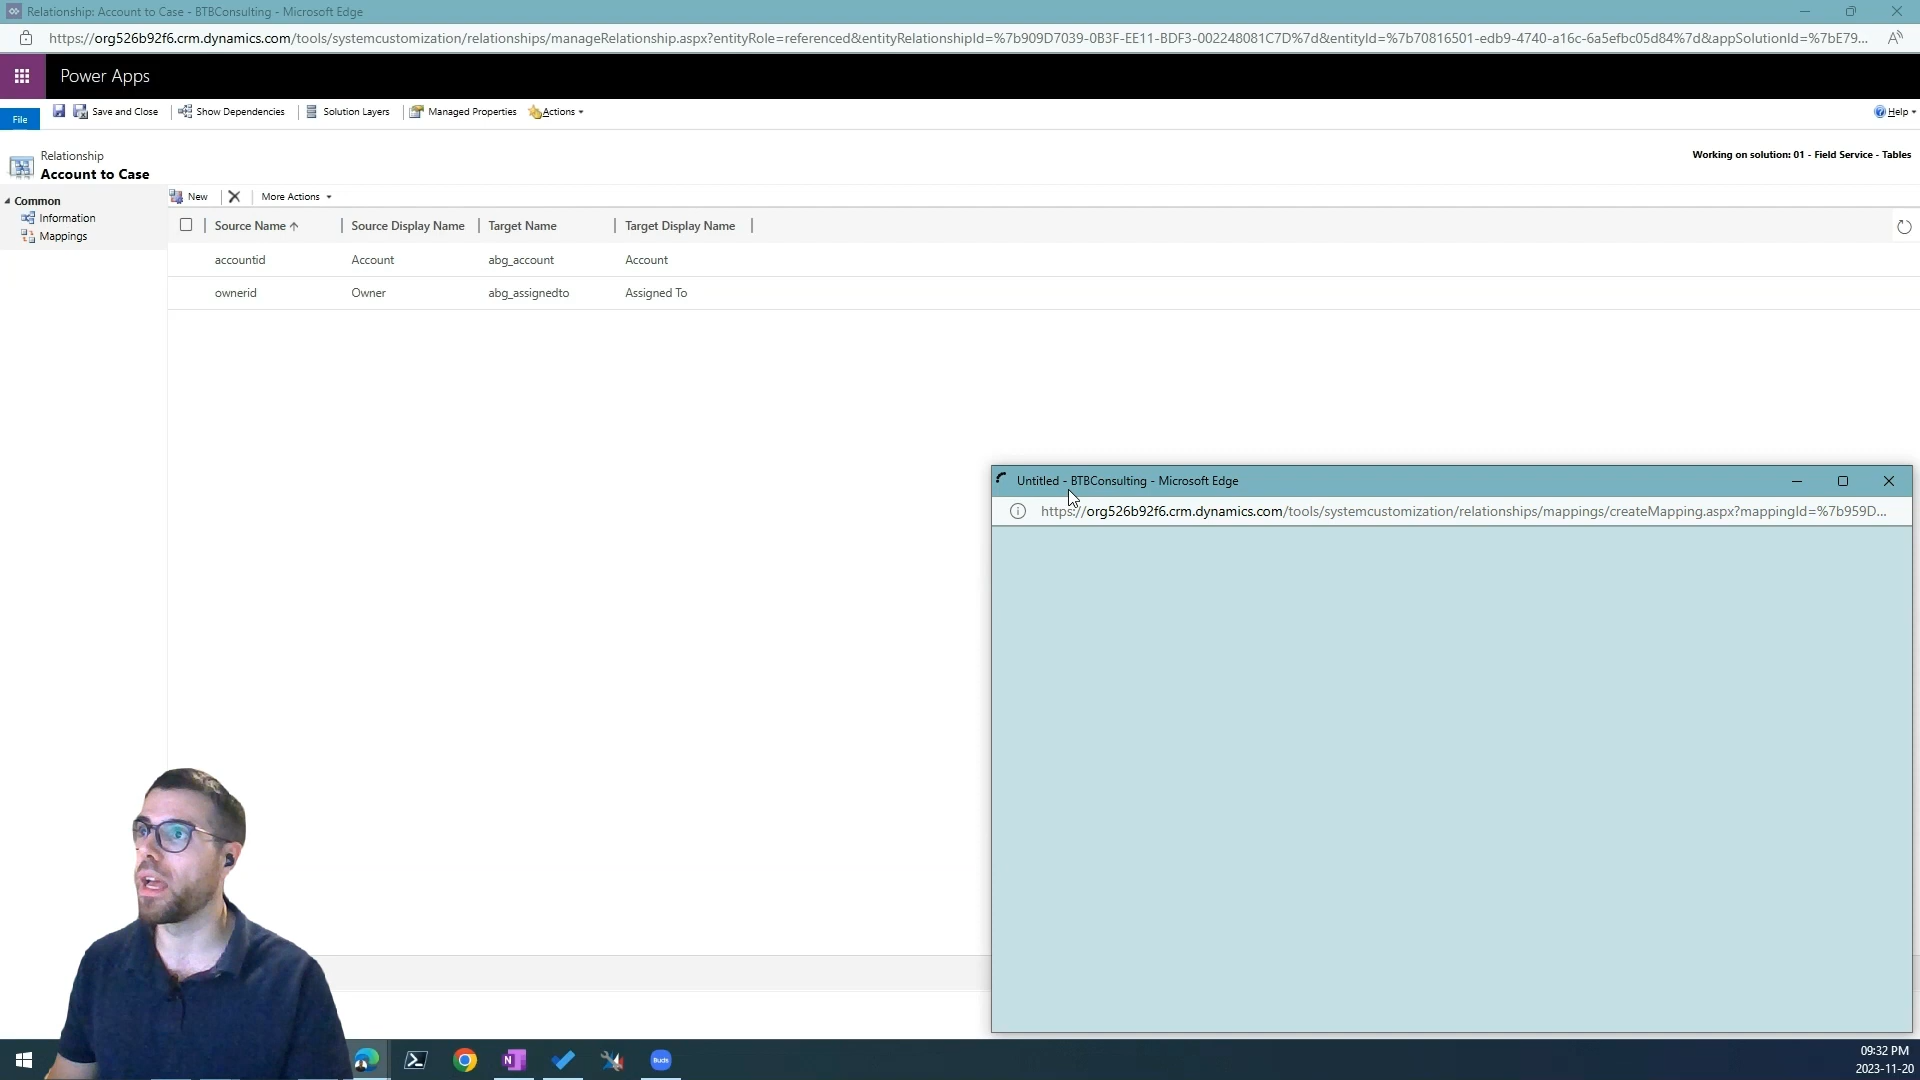 Relationship: Account to Case - BTBConsulting - Microsoft Edge
https://org526b92f6.crm.dynamics.com/tools/systemcustomization/relationships/manageRelationship.aspx?entityRole=referenced&entityRelationshipId=%7b909D7039-0B3F-EE11-BDF3-002248081C7D%7d&entityId=%7b70816501-edb9-4740-a16c-6a5efbc05d84%7d&appSolutionId=%7bE79...
Power Apps
File
Save and Close
Show Dependencies
Solution Layers
Managed Properties
Actions
Help
Relationship
Account to Case
Working on solution: 01 - Field Service - Tables
Common
Information
Mappings
New
More Actions
Source Name
Source Display Name
Target Name
Target Display Name
accountid
Account
abg_account
Account
ownerid
Owner
abg_assignedto
Assigned To
Untitled - BTBConsulting - Microsoft Edge
https://org526b92f6.crm.dynamics.com/tools/systemcustomization/relationships/mappings/createMapping.aspx?mappingId=%7b959D...
Buds
09:32 PM
2023-11-20